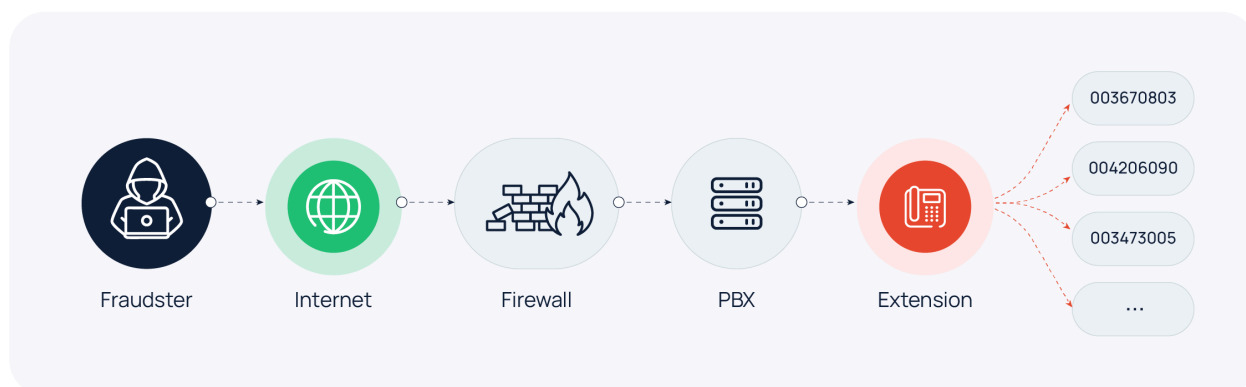 Fraudster
Internet
Firewall
PBX
Extension
003670803
004206090
003473005
...